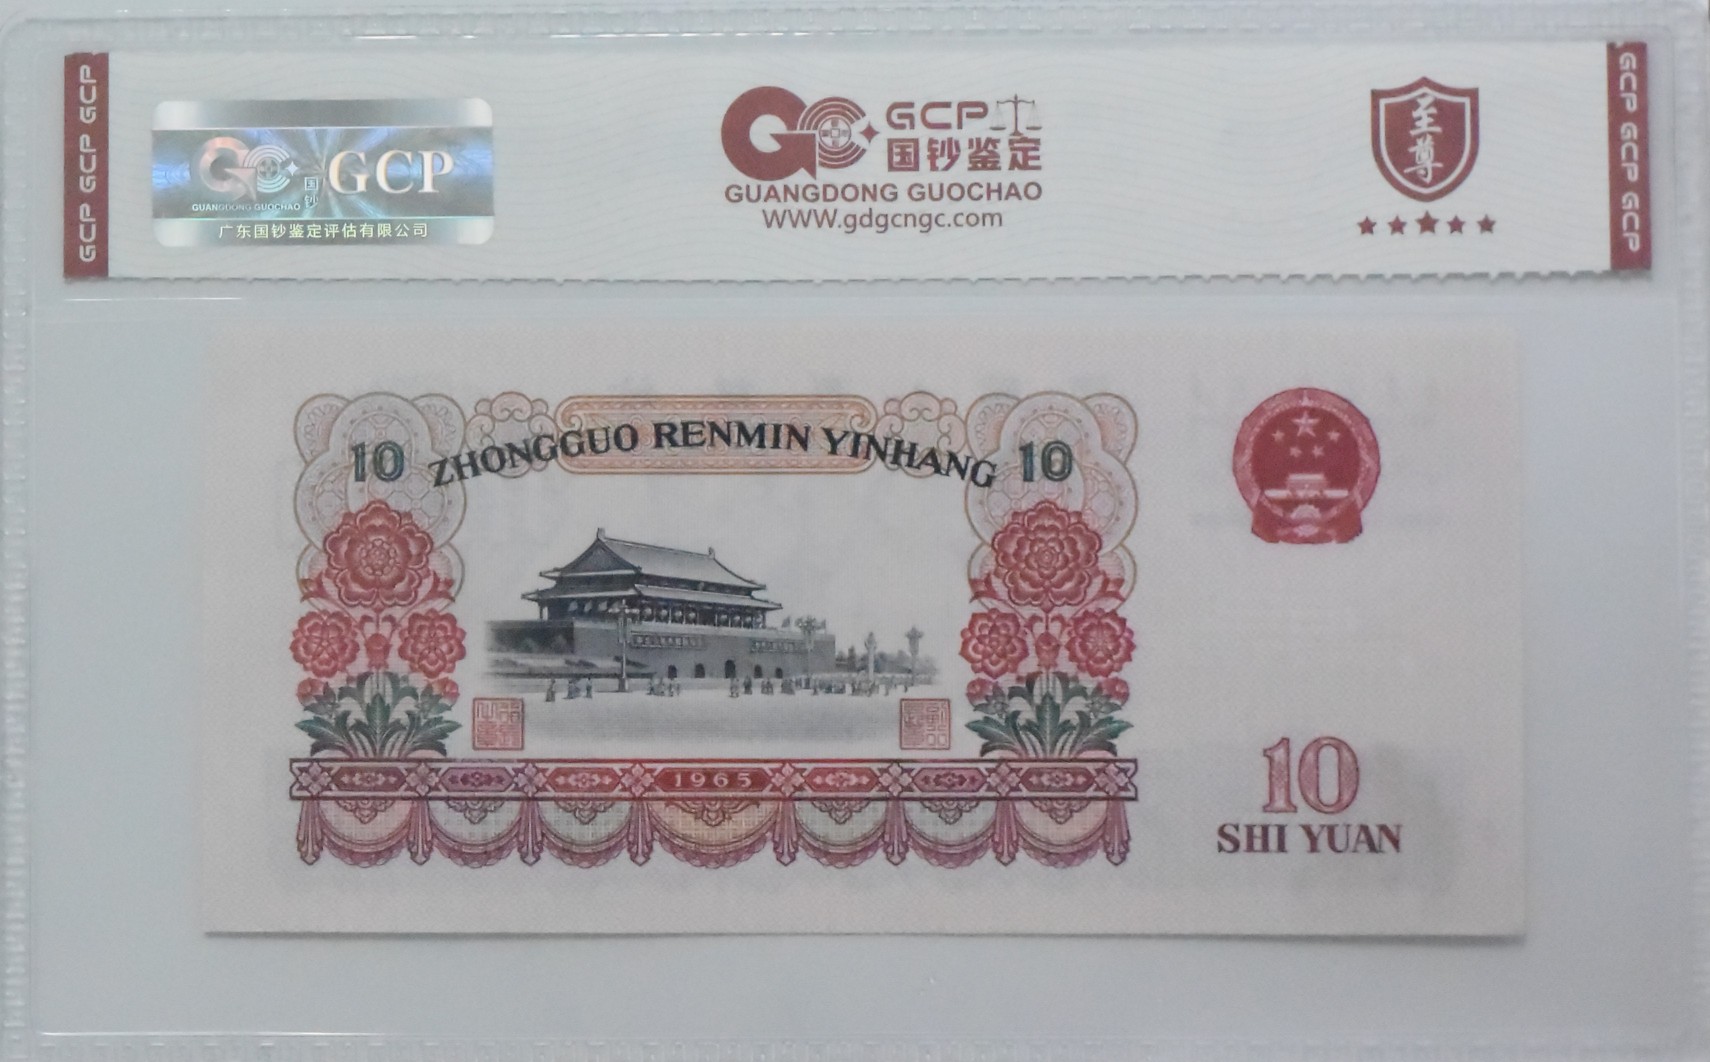 GCP GCP GCP
GUANGDONG GUOCHAO
国钞
GCP
广东国钞鉴定评估有限公司
GCP
国钞鉴定
GUANGDONG GUOCHAO
WWW.gdgcngc.com
至尊
GCP GCP GCP
10 ZHONGGUO RENMIN YINHANG 10
1965
10
SHI YUAN